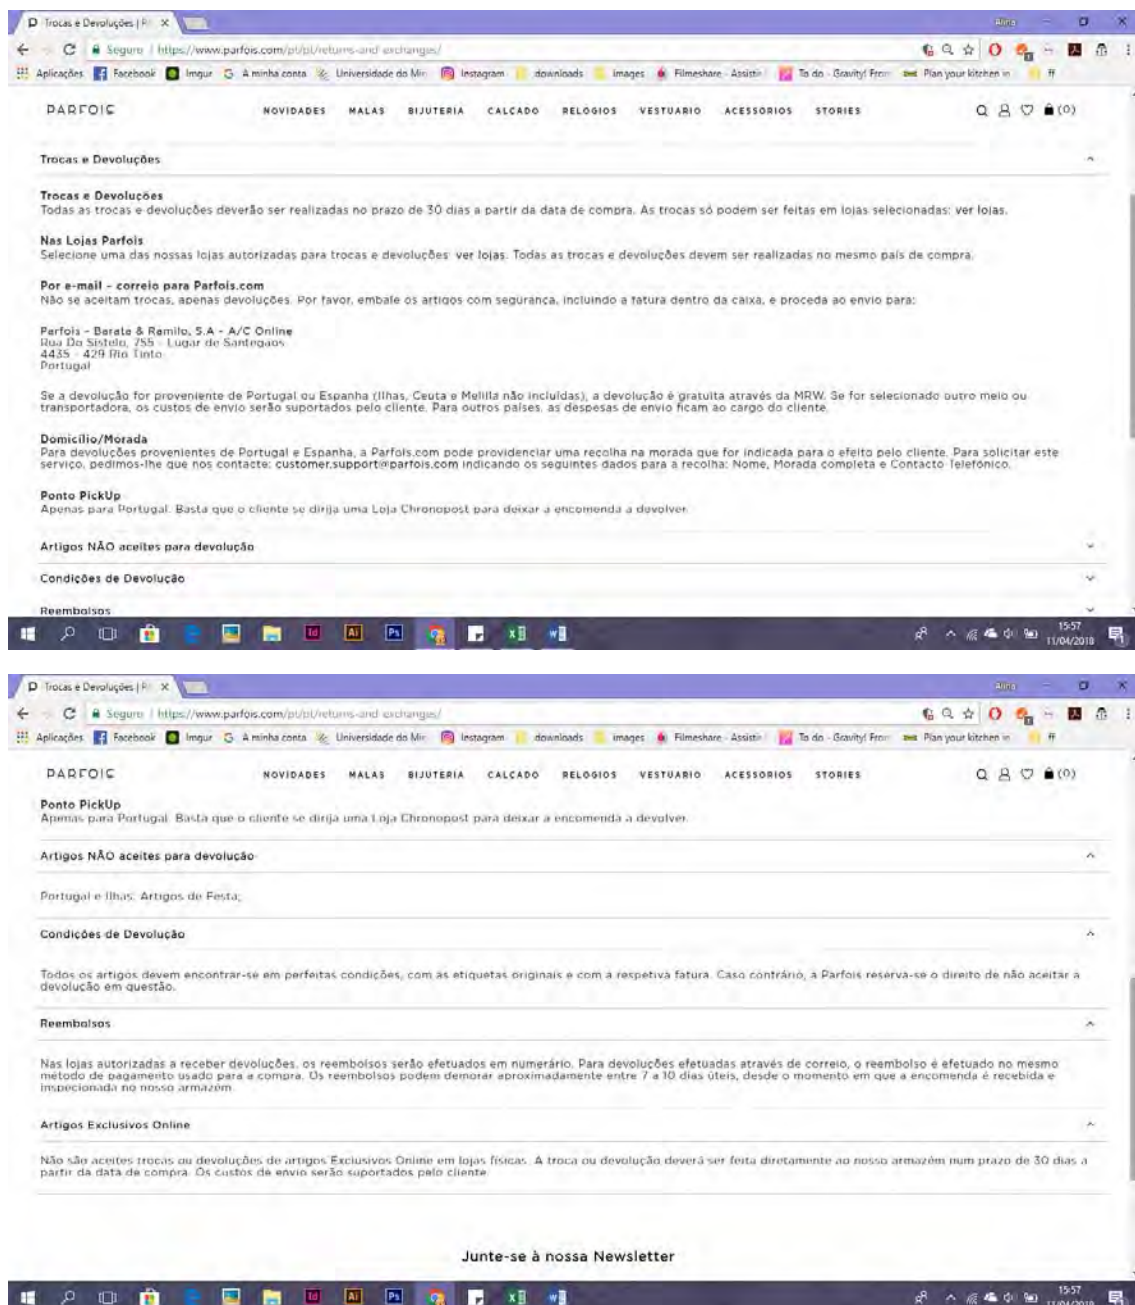 Trocas e Devoluções | P
Anna
Seguro | https://www.parfois.com/pt/pt/returns-and-exchanges/
Aplicações Facebook Imgur A minha conta Universidade do Min Instagram downloads images Filmeshare - Assistir To do - Gravity! Fron Plan your kitchen in ff
PARFOIS NOVIDADES MALAS BIJUTERIA CALÇADO RELOGIOS VESTUARIO ACESSORIOS STORIES (0)
Trocas e Devoluções
Trocas e Devoluções
Todas as trocas e devoluções deverão ser realizadas no prazo de 30 dias a partir da data de compra. As trocas só podem ser feitas em lojas selecionadas: ver lojas.
Nas Lojas Parfois
Selecione uma das nossas lojas autorizadas para trocas e devoluções: ver lojas. Todas as trocas e devoluções devem ser realizadas no mesmo país de compra.
Por e-mail - correio para Parfois.com
Não se aceitam trocas, apenas devoluções. Por favor, embale os artigos com segurança, incluindo a fatura dentro da caixa, e proceda ao envio para:
Parfois - Barata & Ramilo, S.A - A/C Online
Rua Do Sistelo, 755 - Lugar de Santegãos
4435 - 429 Rio Tinto
Portugal
Se a devolução for proveniente de Portugal ou Espanha (Ilhas, Ceuta e Melilla não incluídas), a devolução é gratuita através da MRW. Se for selecionado outro meio ou
transportadora, os custos de envio serão suportados pelo cliente. Para outros países, as despesas de envio ficam ao cargo do cliente.
Domicílio/Morada
Para devoluções provenientes de Portugal e Espanha, a Parfois.com pode providenciar uma recolha na morada que for indicada para o efeito pelo cliente. Para solicitar este
serviço, pedimos-lhe que nos contacte: customer.support@parfois.com indicando os seguintes dados para a recolha: Nome, Morada completa e Contacto Telefónico.
Ponto PickUp
Apenas para Portugal. Basta que o cliente se dirija uma Loja Chronopost para deixar a encomenda a devolver.
Artigos NÃO aceites para devolução
Condições de Devolução
Reembolsos
15:57
11/04/2018
Trocas e Devoluções | P
Anna
Seguro | https://www.parfois.com/pt/pt/returns-and-exchanges/
Aplicações Facebook Imgur A minha conta Universidade do Min Instagram downloads images Filmeshare - Assistir To do - Gravity! Fron Plan your kitchen in ff
PARFOIS NOVIDADES MALAS BIJUTERIA CALÇADO RELOGIOS VESTUARIO ACESSORIOS STORIES (0)
Ponto PickUp
Apenas para Portugal. Basta que o cliente se dirija uma Loja Chronopost para deixar a encomenda a devolver.
Artigos NÃO aceites para devolução
Portugal e Ilhas: Artigos de Festa;
Condições de Devolução
Todos os artigos devem encontrar-se em perfeitas condições, com as etiquetas originais e com a respetiva fatura. Caso contrário, a Parfois reserva-se o direito de não aceitar a
devolução em questão.
Reembolsos
Nas lojas autorizadas a receber devoluções, os reembolsos serão efetuados em numerário. Para devoluções efetuadas através de correio, o reembolso é efetuado no mesmo
método de pagamento usado para a compra. Os reembolsos podem demorar aproximadamente entre 7 a 10 dias úteis, desde o momento em que a encomenda é recebida e
inspecionada no nosso armazém.
Artigos Exclusivos Online
Não são aceites trocas ou devoluções de artigos Exclusivos Online em lojas físicas. A troca ou devolução deverá ser feita diretamente ao nosso armazém num prazo de 30 dias a
partir da data de compra. Os custos de envio serão suportados pelo cliente.
Junte-se à nossa Newsletter
15:57
11/04/2018